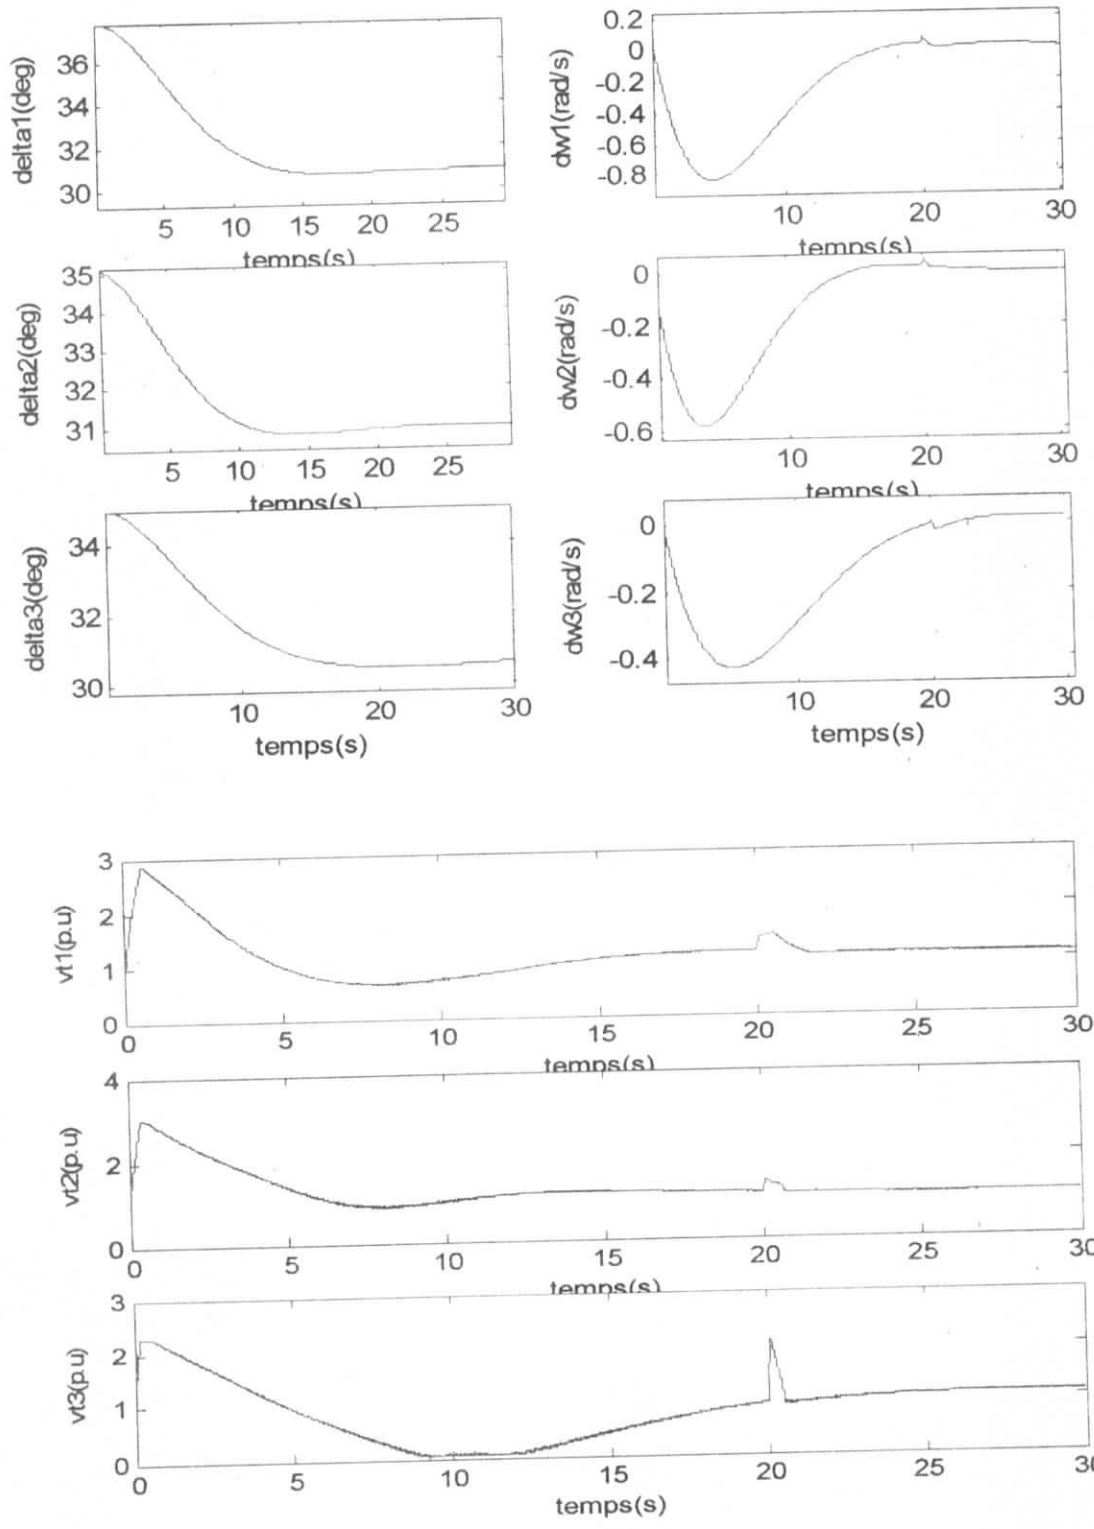 delta1(deg)
36
34
32
30
5 10 15 20 25
temps(s)
dw1(rad/s)
0.2
0
-0.2
-0.4
-0.6
-0.8
10 20 30
temps(s)
delta2(deg)
35
34
33
32
31
5 10 15 20 25
temps(s)
dw2(rad/s)
0
-0.2
-0.4
-0.6
10 20 30
temps(s)
delta3(deg)
34
32
30
10 20 30
temps(s)
dw3(rad/s)
0
-0.2
-0.4
10 20 30
temps(s)
vt1(p.u)
3
2
1
0
0 5 10 15 20 25 30
temps(s)
vt2(p.u)
4
2
0
0 5 10 15 20 25 30
temps(s)
vt3(p.u)
3
2
1
0
0 5 10 15 20 25 30
temps(s)